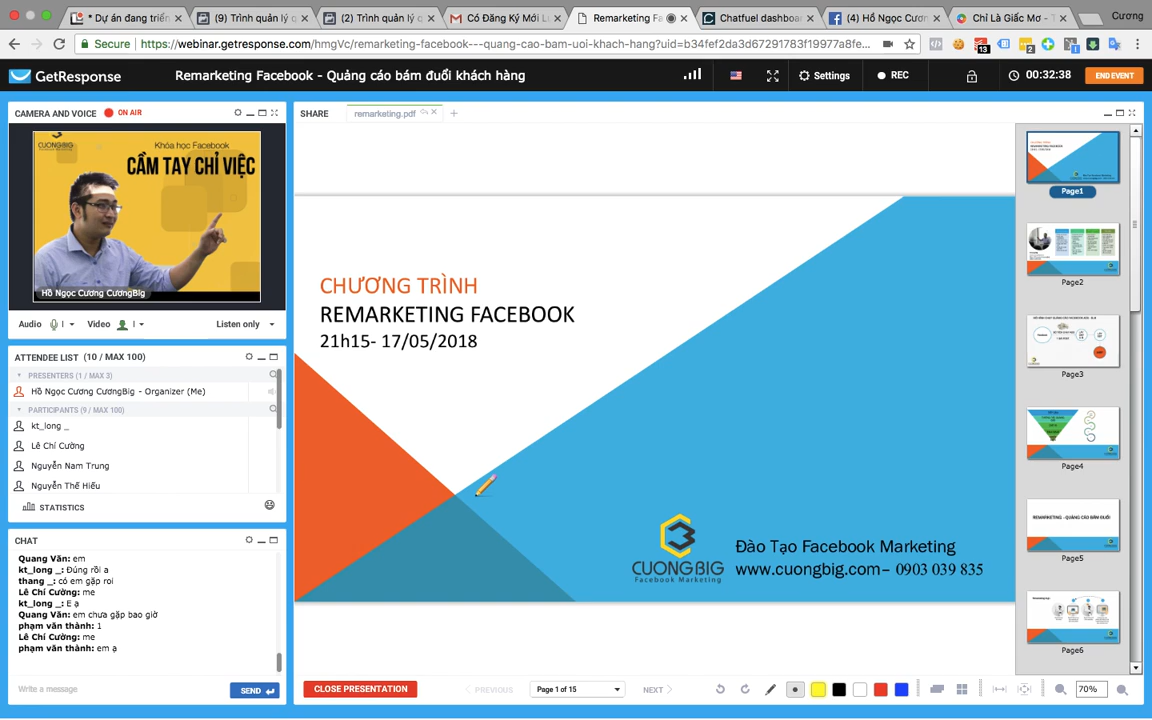 * Dự án đang triển
(9) Trình quản lý q
(2) Trình quản lý q
Có Đăng Ký Mới L
Remarketing Fa
Chatfuel dashboa
(4) Hồ Ngọc Cươn
Chỉ Là Giấc Mơ - T
Cương
Secure
https://webinar.getresponse.com/hmgVc/remarketing-facebook---quang-cao-bam-uoi-khach-hang?uid=b34fef2da3d67291783f19977a8fe...
13
2
1
GetResponse
Remarketing Facebook - Quảng cáo bám đuổi khách hàng
Settings
REC
00:32:38
END EVENT
CAMERA AND VOICE
ON AIR
CUONGBIG
Khóa học Facebook
CẦM TAY CHỈ VIỆC
Hồ Ngọc Cương CươngBig
Audio
Video
Listen only
ATTENDEE LIST (10 / MAX 100)
PRESENTERS (1 / MAX 3)
Hồ Ngọc Cương CươngBig - Organizer (Me)
PARTICIPANTS (9 / MAX 100)
kt_long _
Lê Chí Cường
Nguyễn Nam Trung
Nguyễn Thế Hiếu
STATISTICS
CHAT
Quang Văn: em
kt_long _: Đúng rồi a
thang _: có em gặp roi
Lê Chí Cường: me
kt_long _: E ạ
Quang Văn: em chưa gặp bao giờ
phạm văn thành: 1
Lê Chí Cường: me
phạm văn thành: em ạ
Write a message
SEND
SHARE
remarketing.pdf
CHƯƠNG TRÌNH
REMARKETING FACEBOOK
21h15- 17/05/2018
CUONGBIG
Facebook Marketing
Đào Tạo Facebook Marketing
www.cuongbig.com– 0903 039 835
Page1
Page2
Page3
Page4
REMARKETING - QUẢNG CÁO BÁM ĐUỔI
Page5
Page6
CLOSE PRESENTATION
PREVIOUS
Page 1 of 15
NEXT
70%